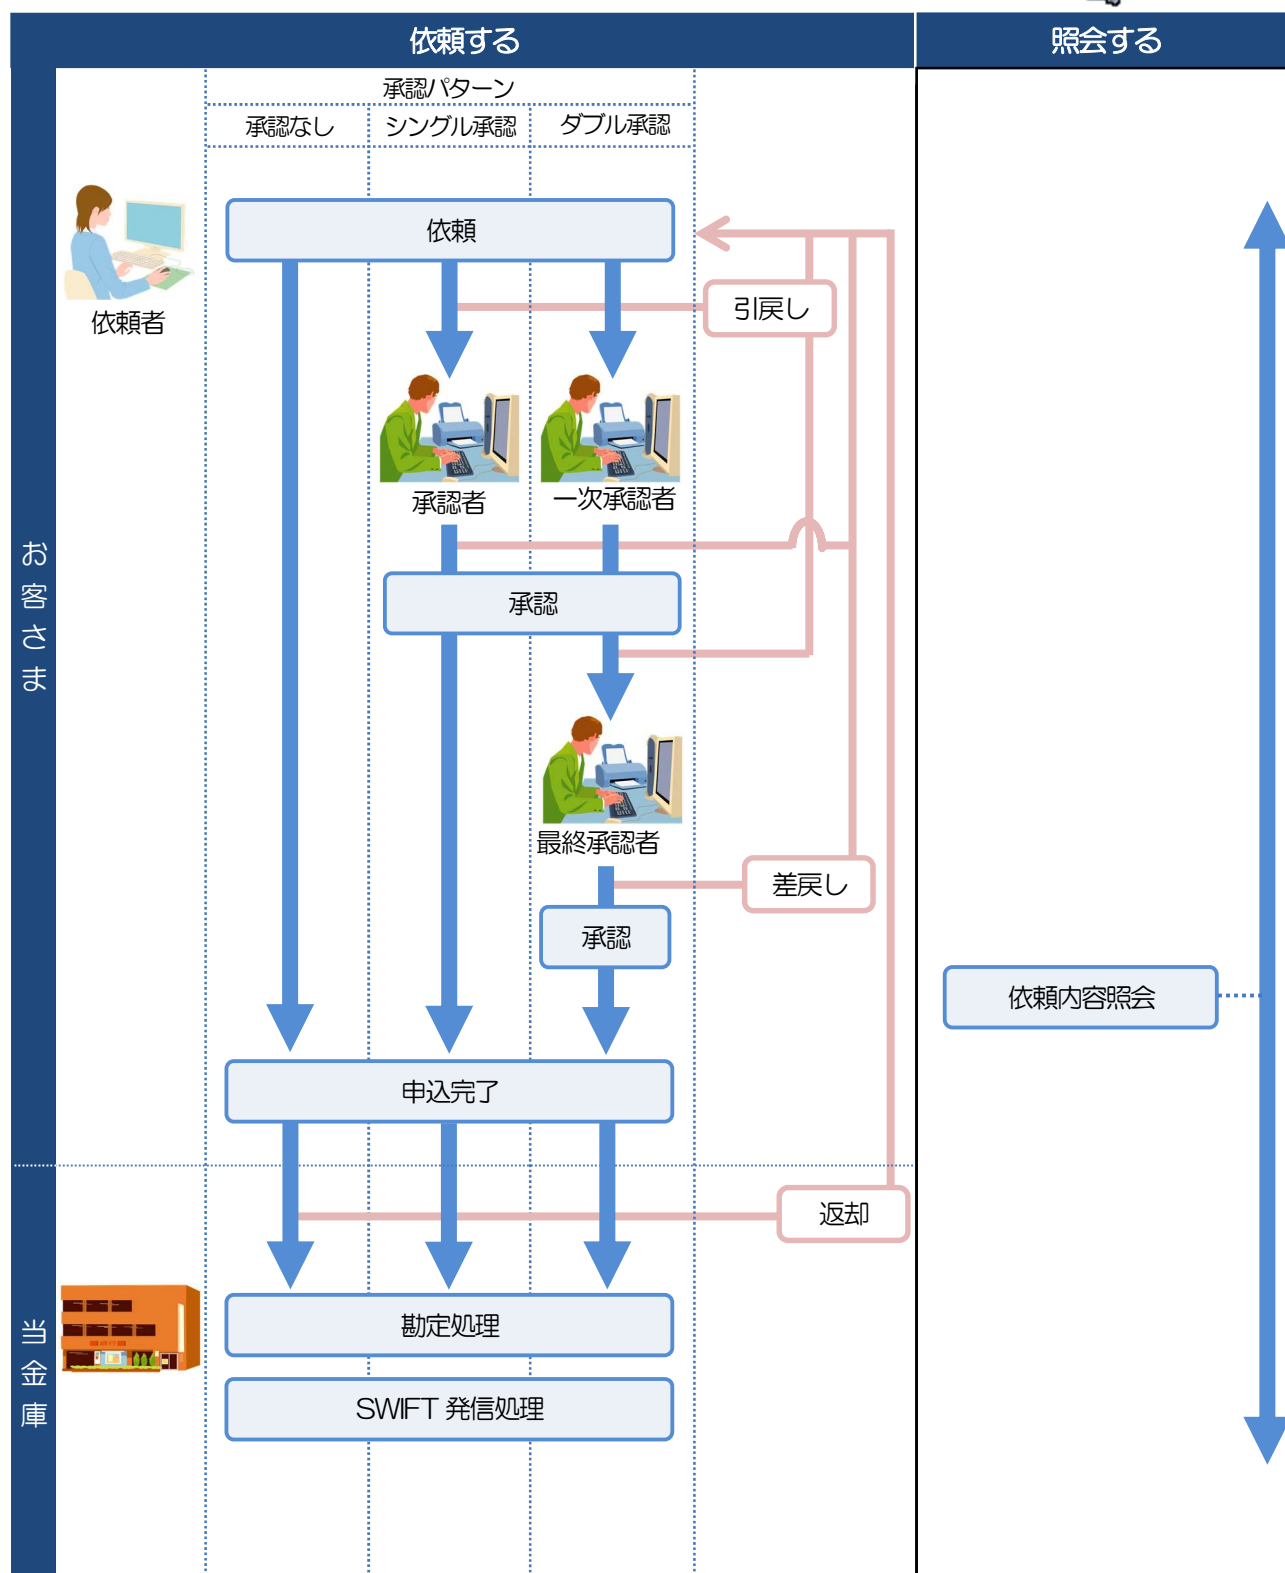 依頼する
照会する
承認パターン
承認なし
シングル承認
ダブル承認
依頼
引戻し
依頼者
承認者
一次承認者
お客さま
承認
最終承認者
差戻し
承認
依頼内容照会
申込完了
返却
当金庫
勘定処理
SWIFT 発信処理